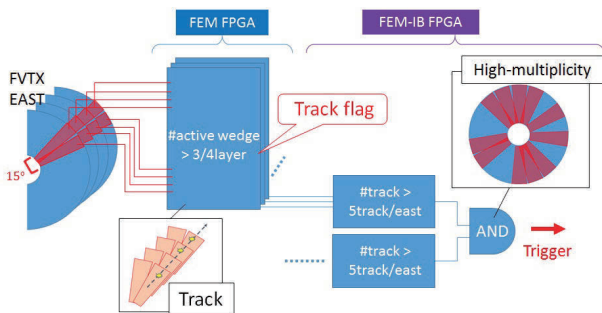 FEM FPGA
FEM-IB FPGA
FVTX
EAST
High-multiplicity
Track flag
#active wedge
> 3/4layer
15°
#track >
5track/east
AND
#track >
5track/east
Trigger
Track